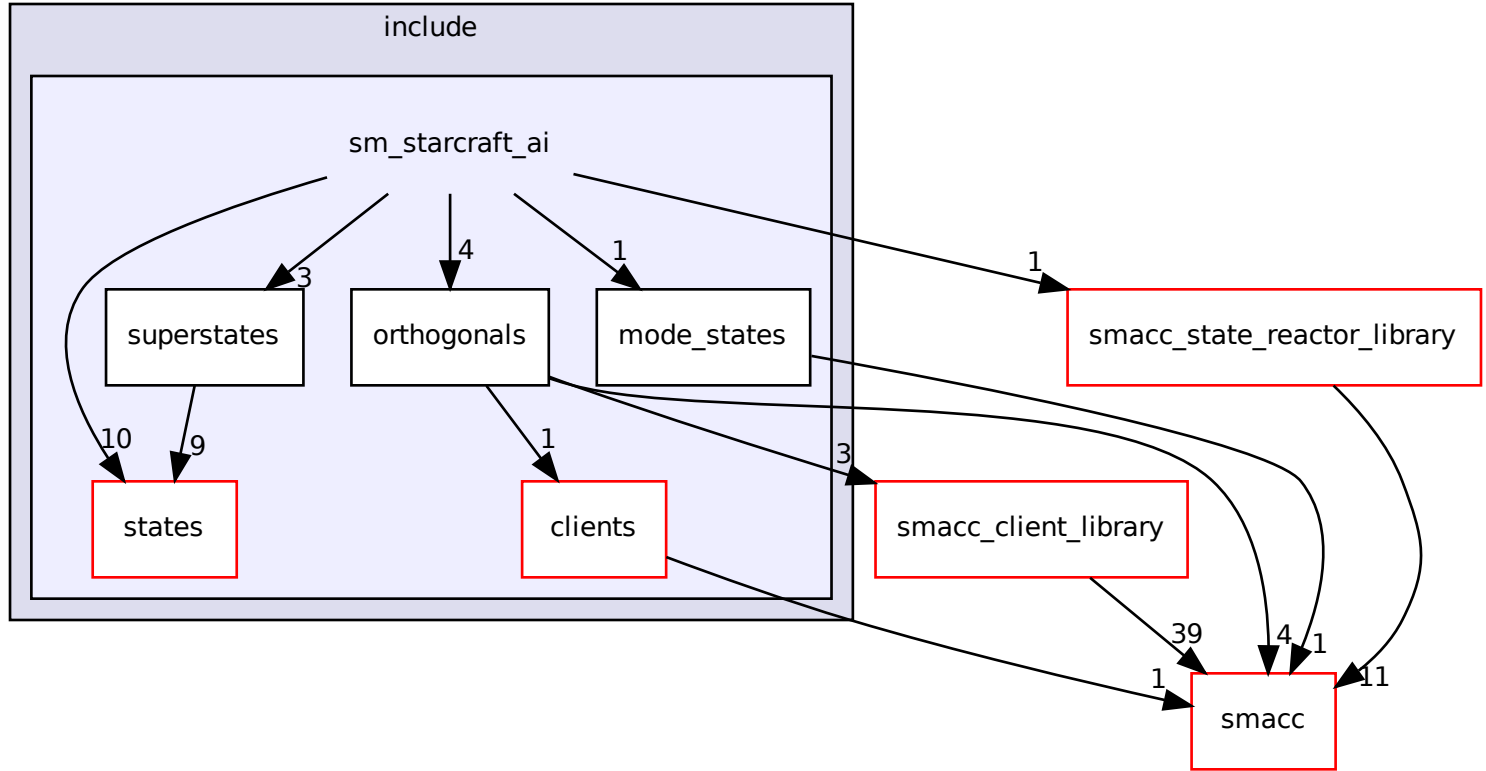 include
sm_starcraft_ai
1
4
1
3
superstates
orthogonals
mode_states
smacc_state_reactor_library
10
9
1
3
states
clients
smacc_client_library
39
4
1
11
1
smacc